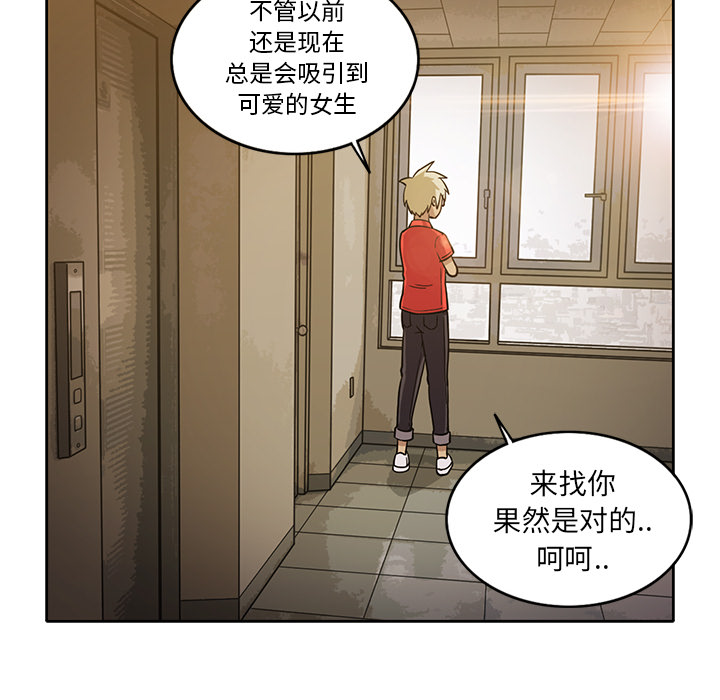 不管以前
还是现在
总是会吸引到
可爱的女生
来找你
果然是对的..
呵呵..